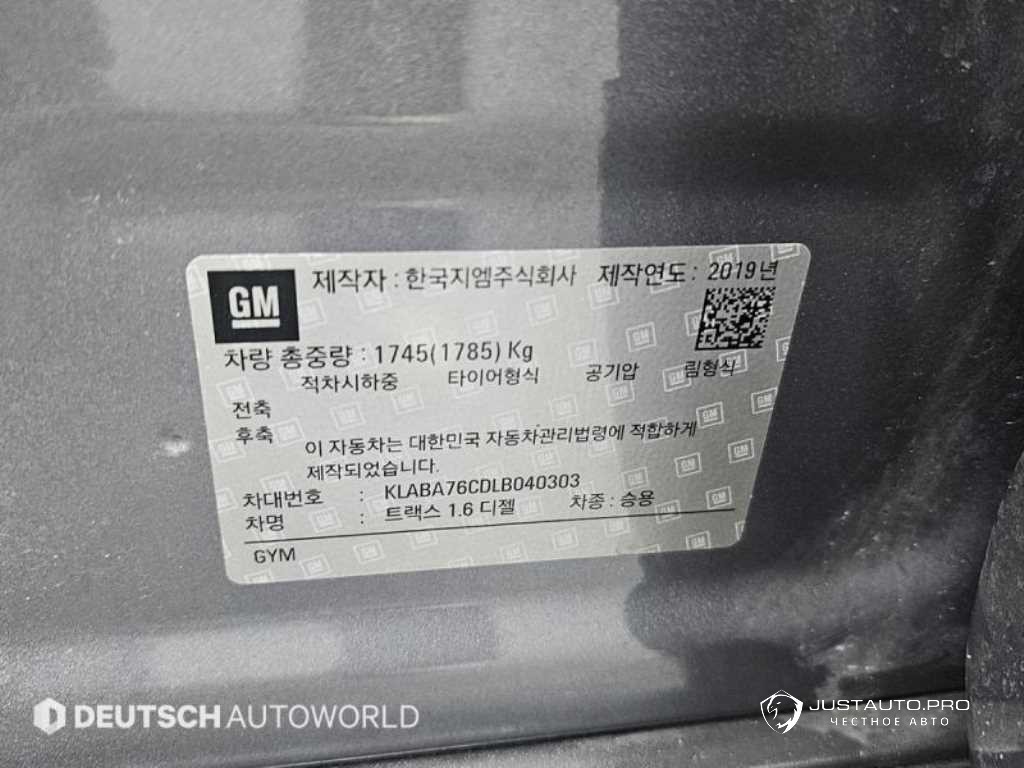 GM
제작자 : 한국지엠주식회사 제작연도 : 2019년
차량 총중량 : 1745(1785) Kg
적차시하중 타이어형식 공기압 림형식
전축
후축
이 자동차는 대한민국 자동차관리법령에 적합하게
제작되었습니다.
차대번호 : KLABA76CDLB040303
차명 : 트랙스 1.6 디젤 차종 : 승용
GYM
DEUTSCH AUTOWORLD
JUSTAUTO.PRO
ЧЕСТНОЕ АВТО